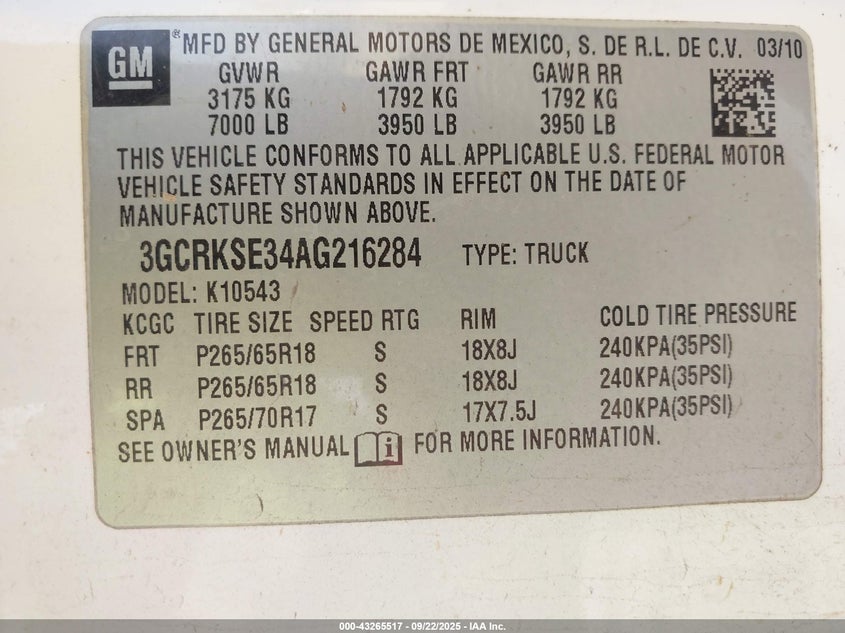 GM
® MFD BY GENERAL MOTORS DE MEXICO, S. DE R.L. DE C.V. 03/10
GVWR GAWR FRT GAWR RR
3175 KG 1792 KG 1792 KG
7000 LB 3950 LB 3950 LB
THIS VEHICLE CONFORMS TO ALL APPLICABLE U.S. FEDERAL MOTOR
VEHICLE SAFETY STANDARDS IN EFFECT ON THE DATE OF
MANUFACTURE SHOWN ABOVE.
3GCRKSE34AG216284 TYPE: TRUCK
MODEL: K10543
KCGC TIRE SIZE SPEED RTG RIM COLD TIRE PRESSURE
FRT P265/65R18 S 18X8J 240KPA(35PSI)
RR P265/65R18 S 18X8J 240KPA(35PSI)
SPA P265/70R17 S 17X7.5J 240KPA(35PSI)
SEE OWNER'S MANUAL i FOR MORE INFORMATION.
000-43265517 - 09/22/2025 - IAA Inc.